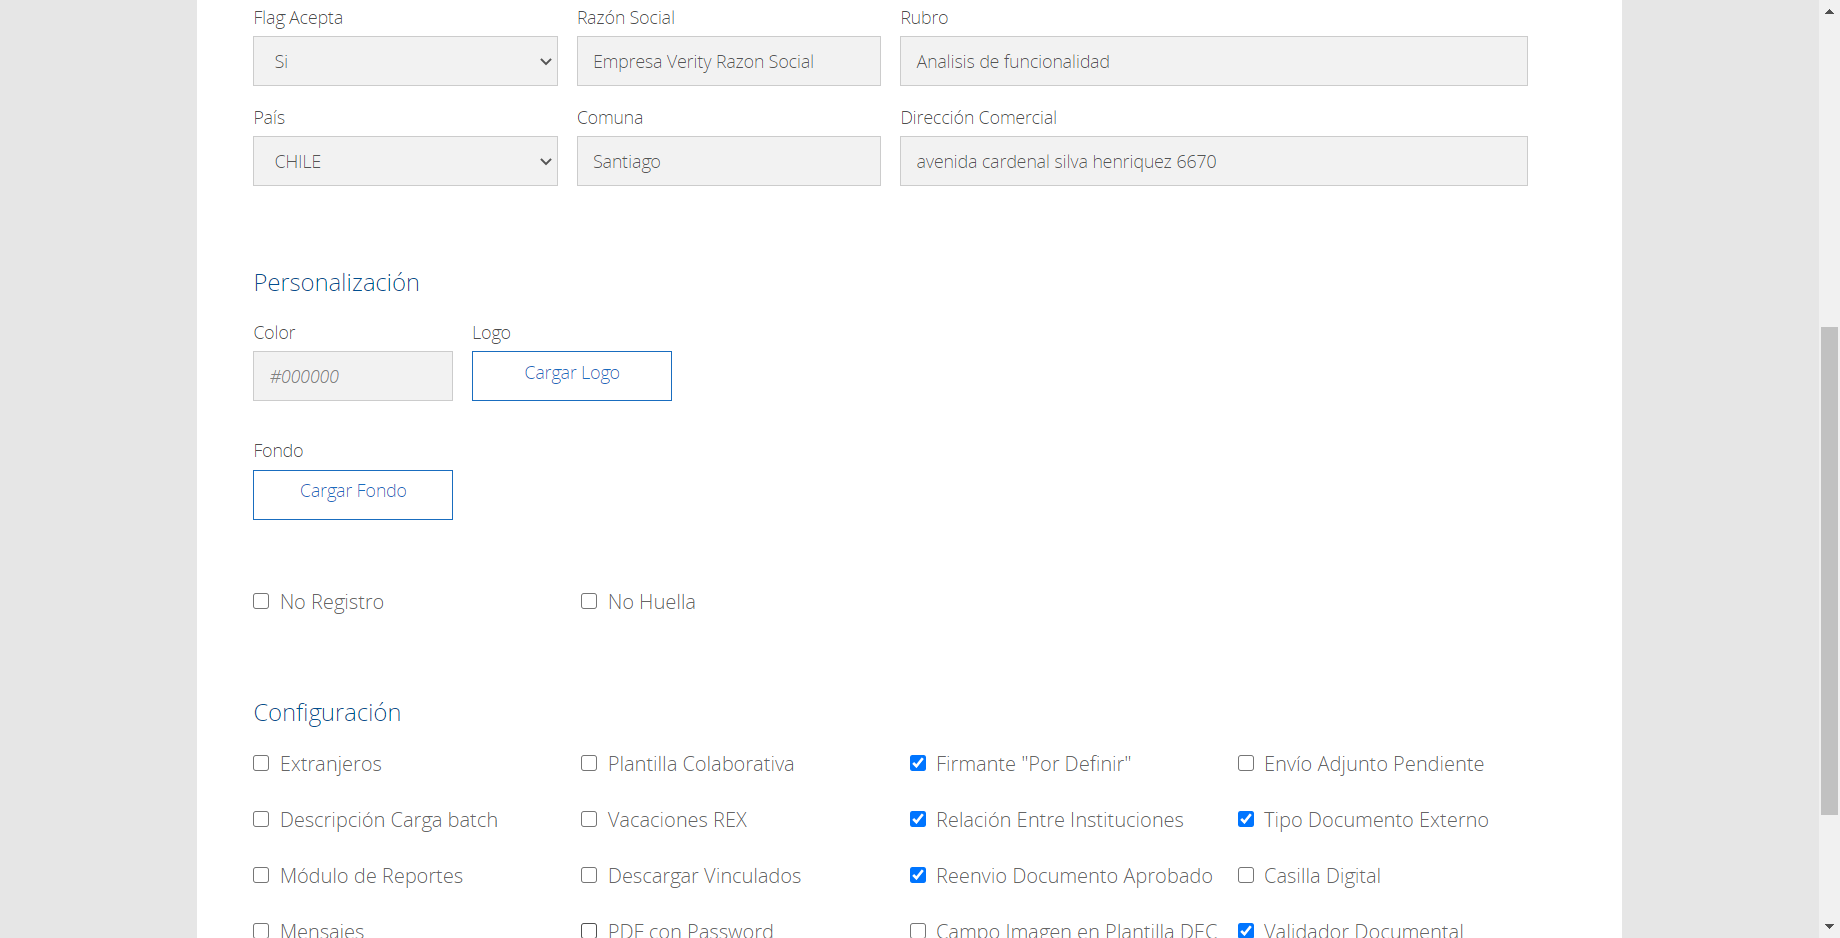 Flag Acepta
Razón Social
Rubro
Si
Empresa Verity Razon Social
Analisis de funcionalidad
País
Comuna
Dirección Comercial
CHILE
Santiago
avenida cardenal silva henriquez 6670
Personalización
Color
Logo
#000000
Cargar Logo
Fondo
Cargar Fondo
No Registro
No Huella
Configuración
Extranjeros
Plantilla Colaborativa
Firmante "Por Definir"
Envío Adjunto Pendiente
Descripción Carga batch
Vacaciones REX
Relación Entre Instituciones
Tipo Documento Externo
Módulo de Reportes
Descargar Vinculados
Reenvio Documento Aprobado
Casilla Digital
Mensajes
PDF con Password
Campo Imagen en Plantilla DEC
Validador Documental